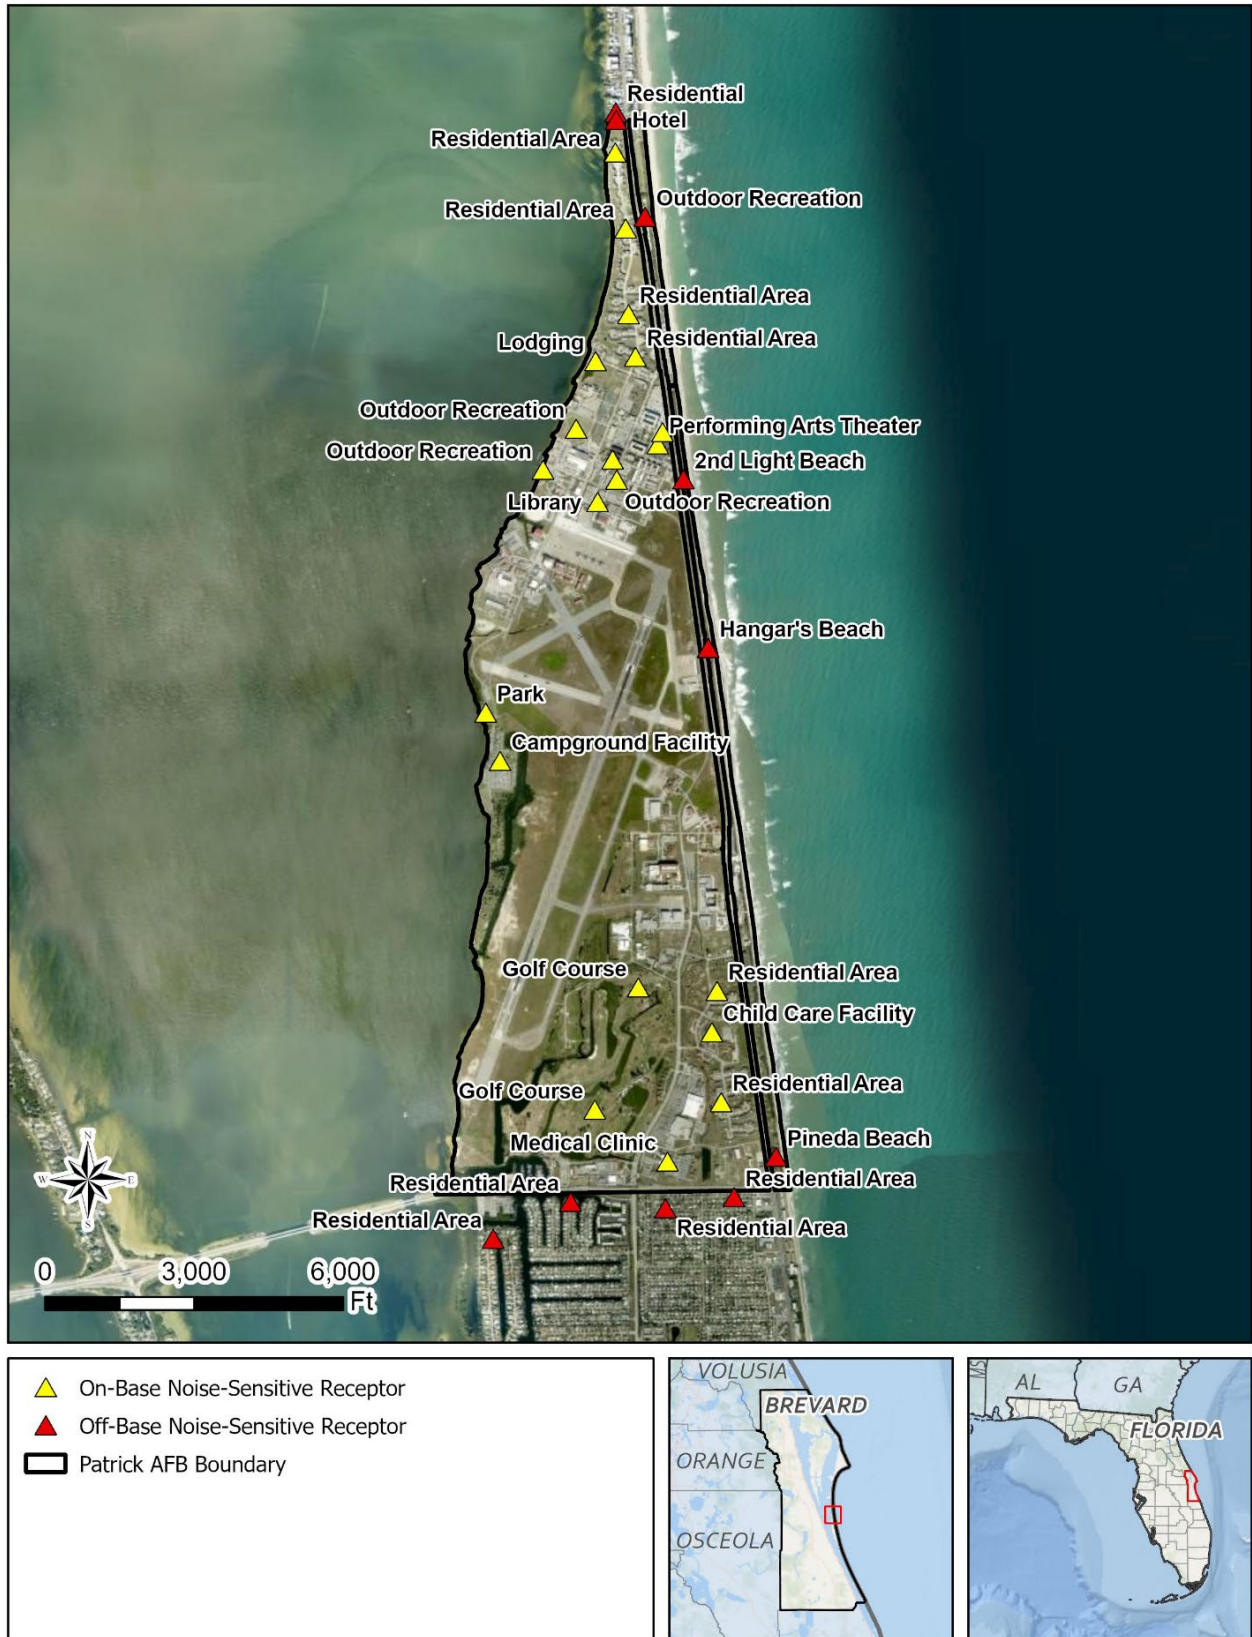 Residential
Hotel
Residential Area
Outdoor Recreation
Residential Area
Residential Area
Residential Area
Lodging
Outdoor Recreation
Performing Arts Theater
Outdoor Recreation
2nd Light Beach
Library
Outdoor Recreation
Hangar's Beach
Park
Campground Facility
Golf Course
Residential Area
Child Care Facility
Golf Course
Residential Area
Medical Clinic
Pineda Beach
Residential Area
Residential Area
Residential Area
Residential Area
N
W E
S
0 3,000 6,000
Ft
On-Base Noise-Sensitive Receptor
Off-Base Noise-Sensitive Receptor
Patrick AFB Boundary
VOLUSIA
BREVARD
ORANGE
OSCEOLA
AL GA
FLORIDA